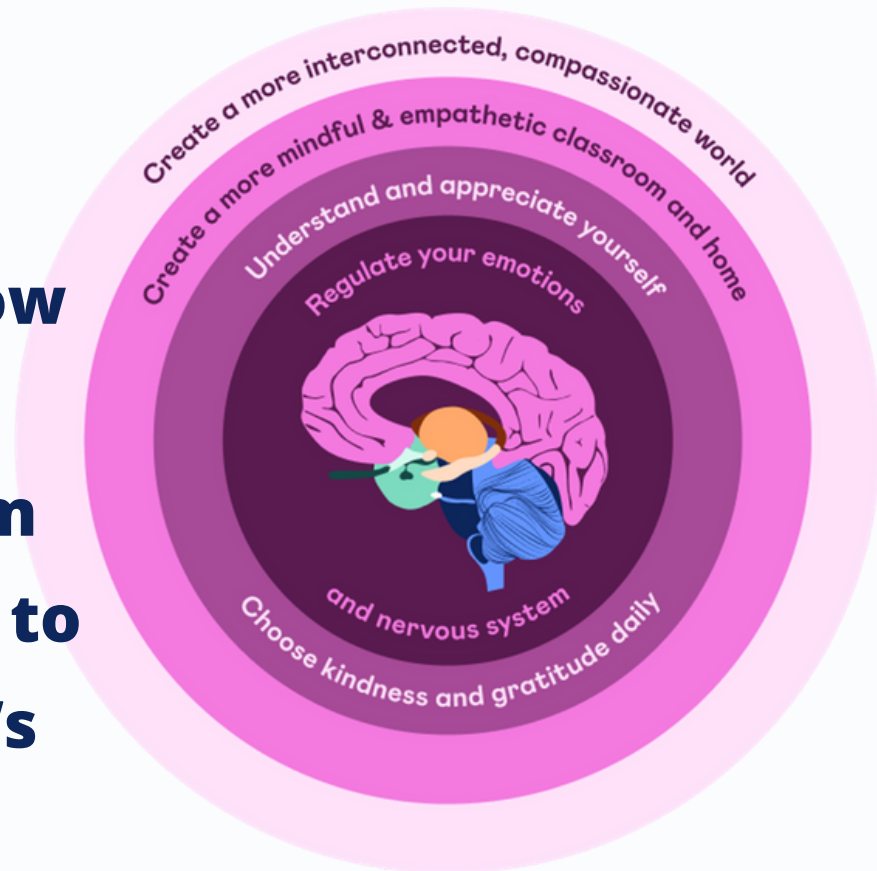 Create a more interconnected, compassionate world
Create a more mindful & empathetic classroom and home
Understand and appreciate yourself
Regulate your emotions
and nervous system
Choose kindness and gratitude daily
to